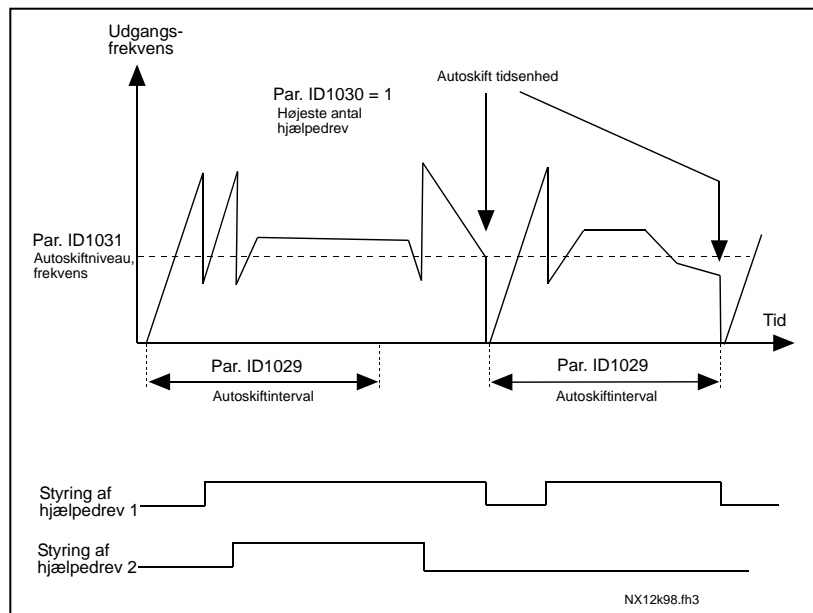 Udgangs-
frekvens
Autoskift tidsenhed
Par. ID1030 = 1
Højeste antal
hjælpedrev
Par. ID1031
Autoskiftniveau,
frekvens
Tid
Par. ID1029
Autoskiftinterval
Par. ID1029
Autoskiftinterval
Styring af
hjælpedrev 1
Styring af
hjælpedrev 2
NX12k98.fh3